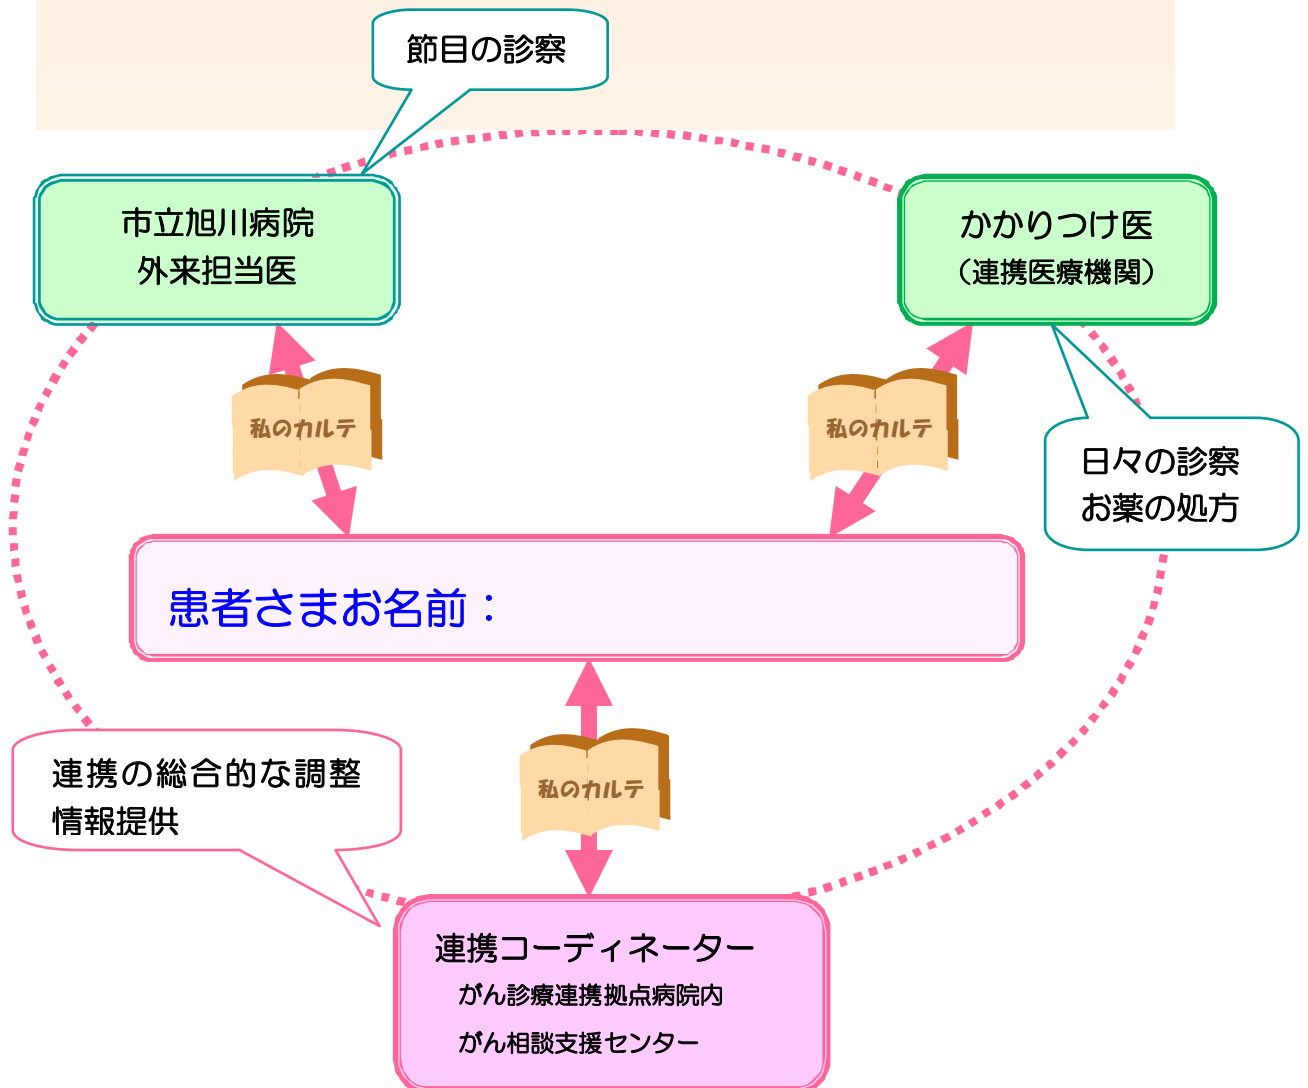 節目の診察
市立旭川病院
外来担当医
かかりつけ医
（連携医療機関）
私のカルテ
私のカルテ
日々の診察
お薬の処方
患者さまお名前：
連携の総合的な調整
情報提供
私のカルテ
連携コーディネーター
がん診療連携拠点病院内
がん相談支援センター